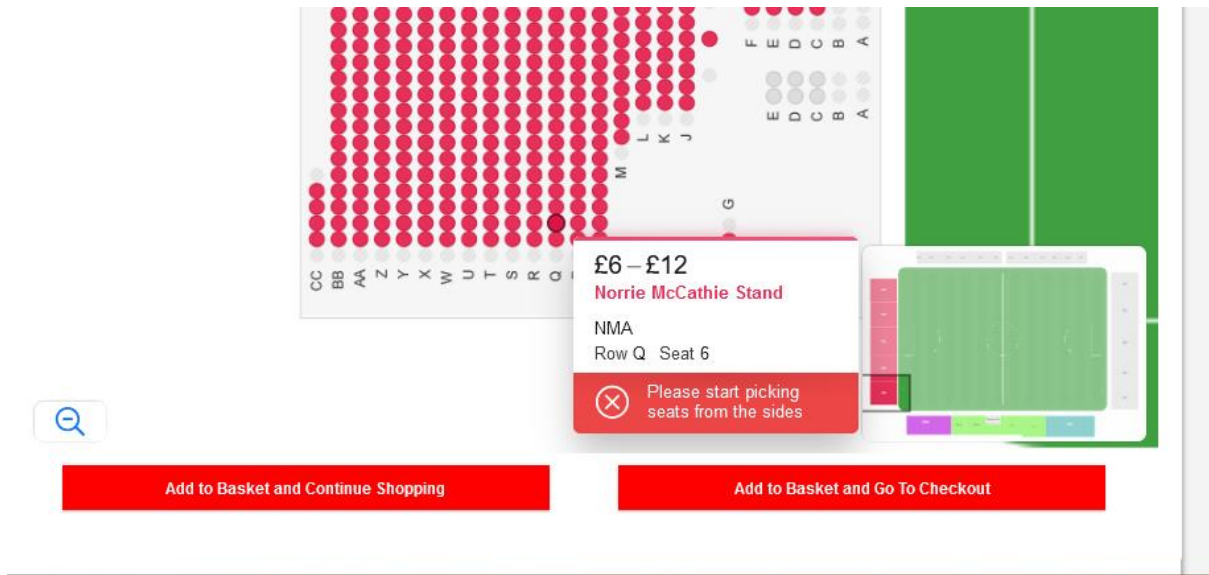 F E D C B A
E D C B A
L K J
M
G
CC BB AA Z Y X W U T S R Q
£6 – £12
Norrie McCathie Stand
NMA
Row Q Seat 6
Please start picking
seats from the sides
Add to Basket and Continue Shopping
Add to Basket and Go To Checkout